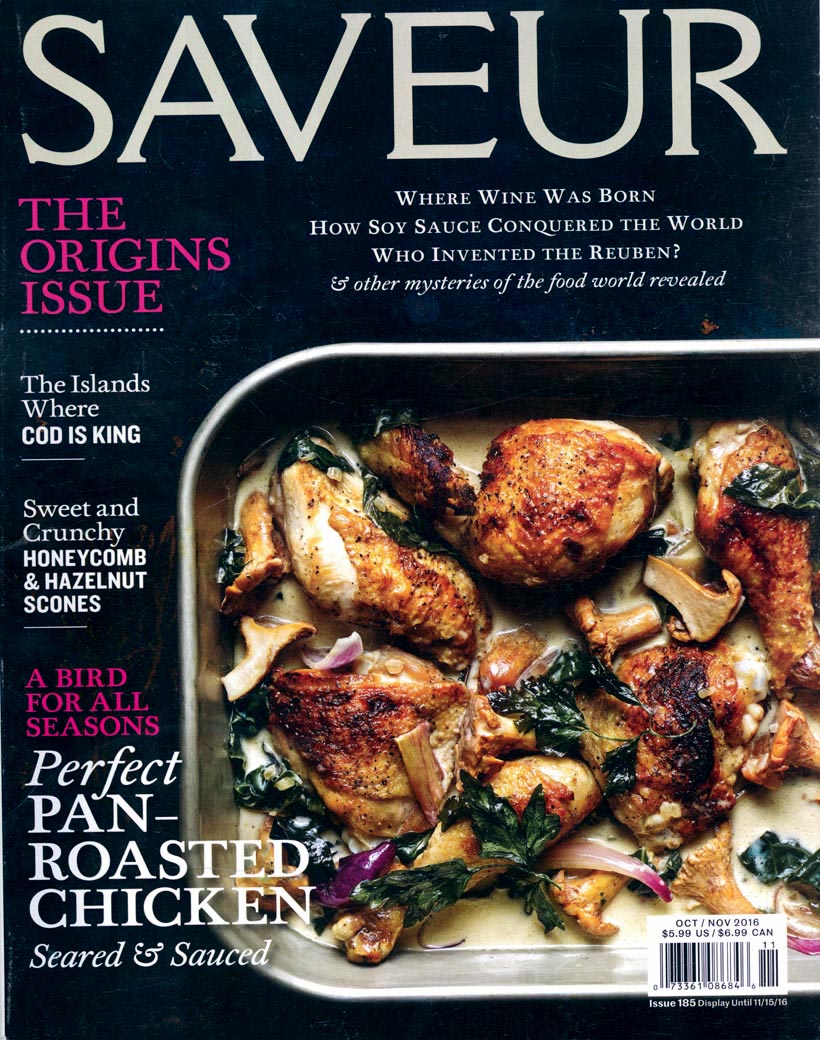 SAVEUR
THE
ORIGINS
ISSUE
WHERE WINE WAS BORN
HOW SOY SAUCE CONQUERED THE WORLD
WHO INVENTED THE REUBEN?
& other mysteries of the food world revealed
The Islands
Where
COD IS KING
Sweet and
Crunchy
HONEYCOMB
& HAZELNUT
SCONES
A BIRD
FOR ALL
SEASONS
Perfect
PAN–
ROASTED
CHICKEN
Seared & Sauced
OCT / NOV 2016
$5.99 US / $6.99 CAN
11
0 73361 08684 6
Issue 185 Display Until 11/15/16